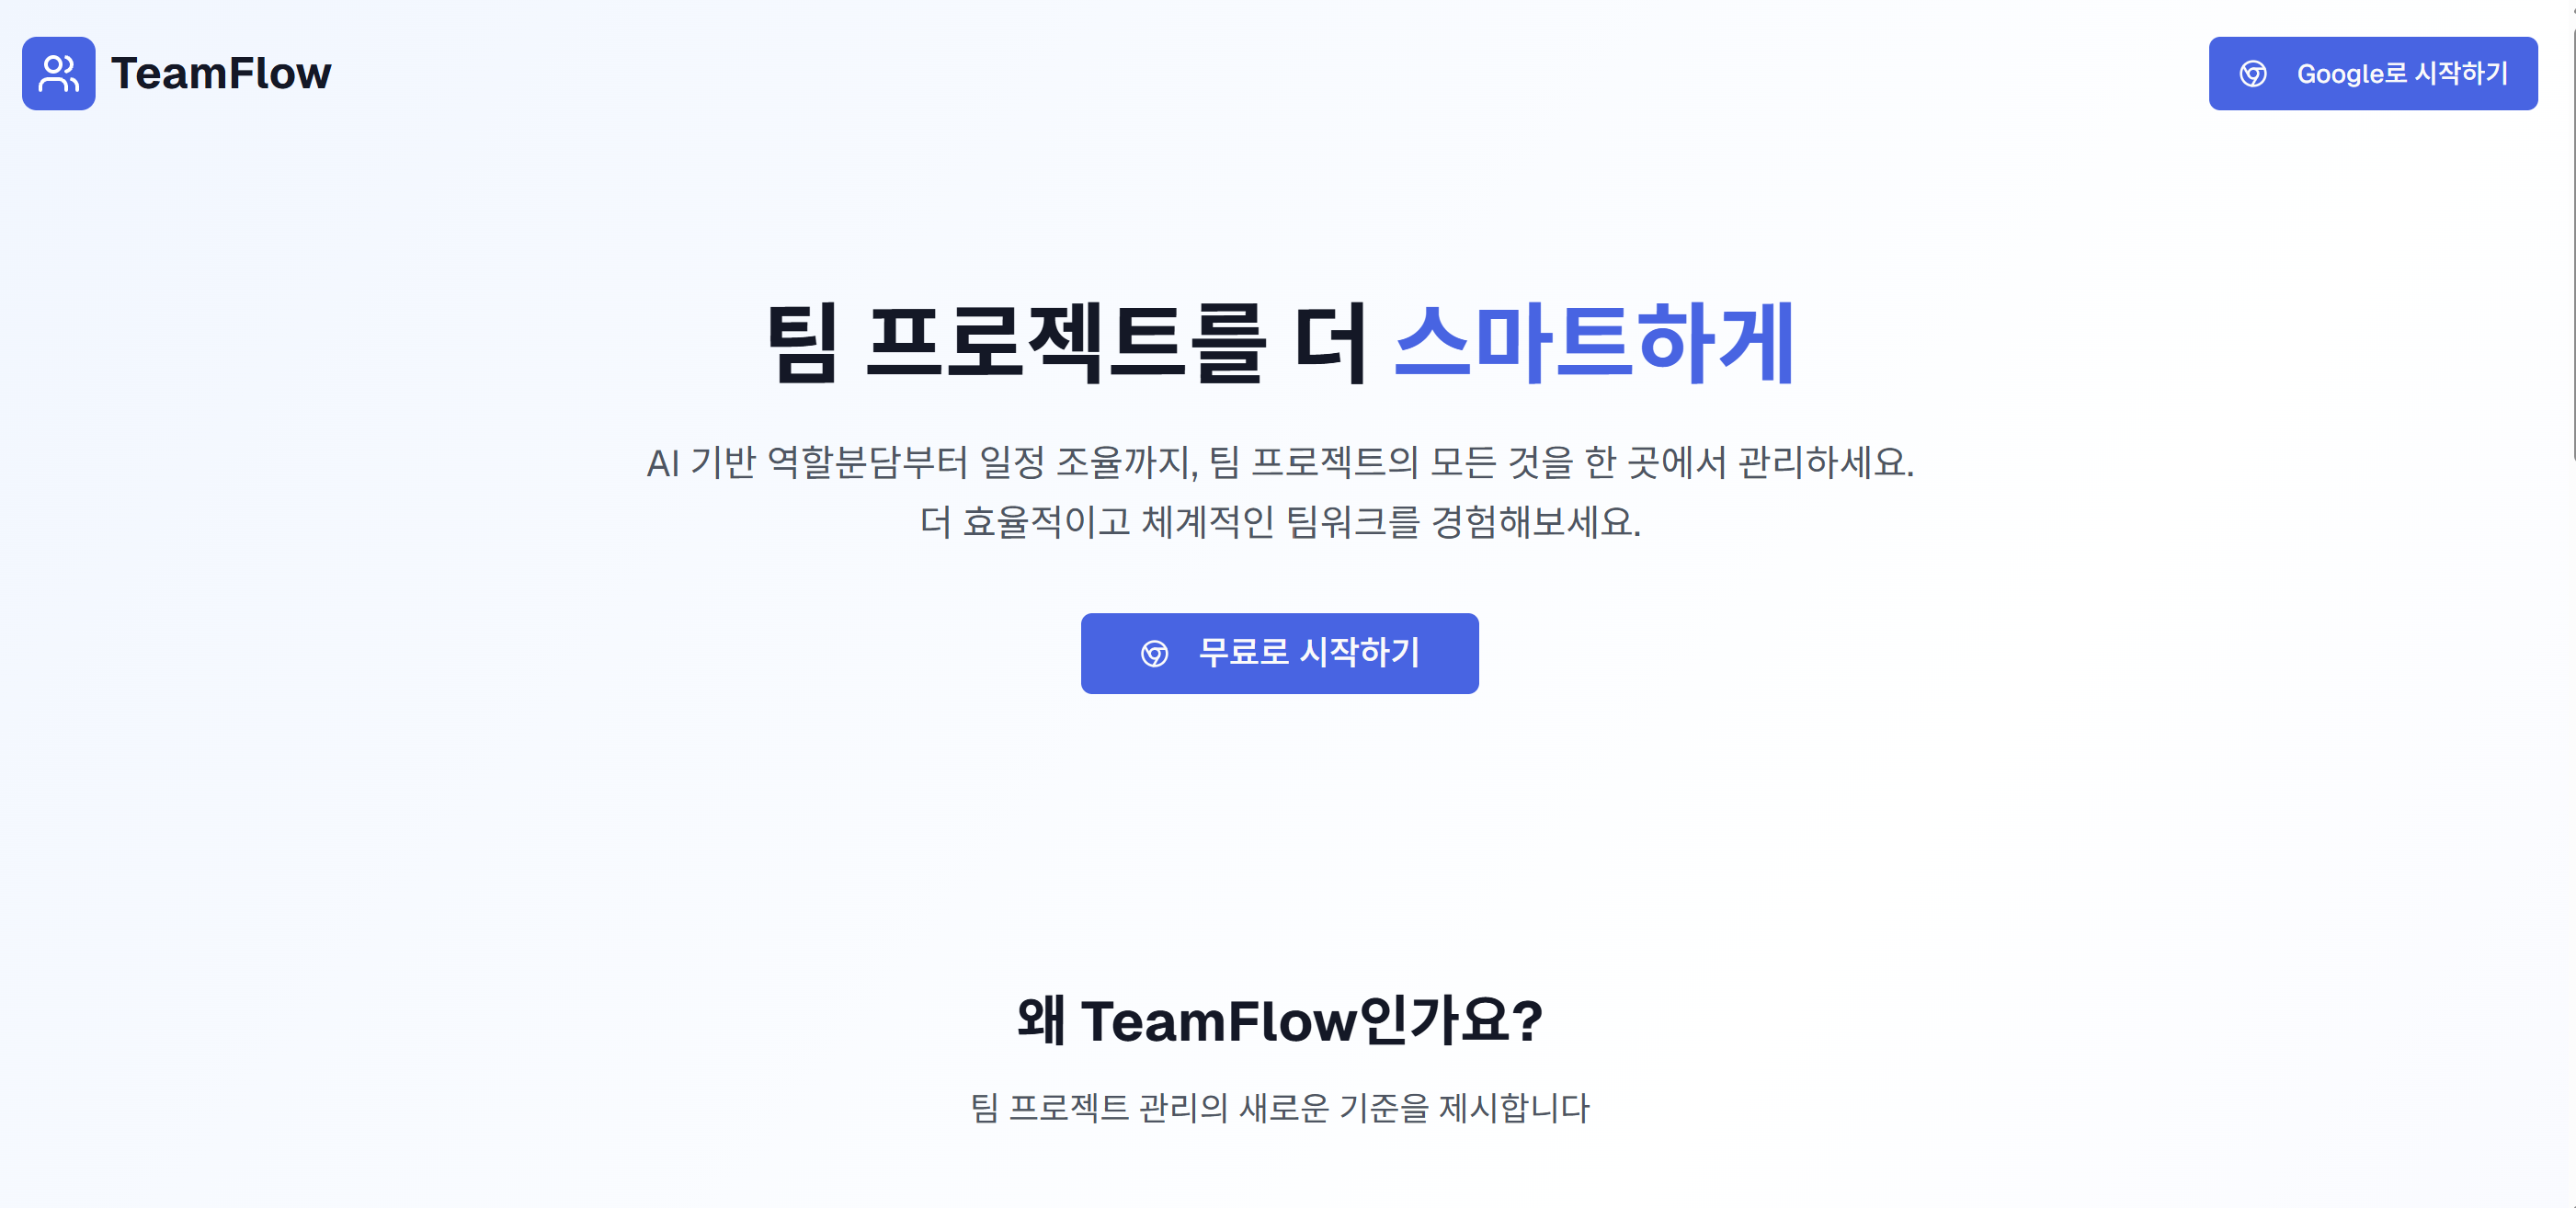 TeamFlow
Google로 시작하기
팀 프로젝트를 더 스마트하게
AI 기반 역할분담부터 일정 조율까지, 팀 프로젝트의 모든 것을 한 곳에서 관리하세요.
더 효율적이고 체계적인 팀워크를 경험해보세요.
무료로 시작하기
왜 TeamFlow인가요?
팀 프로젝트 관리의 새로운 기준을 제시합니다